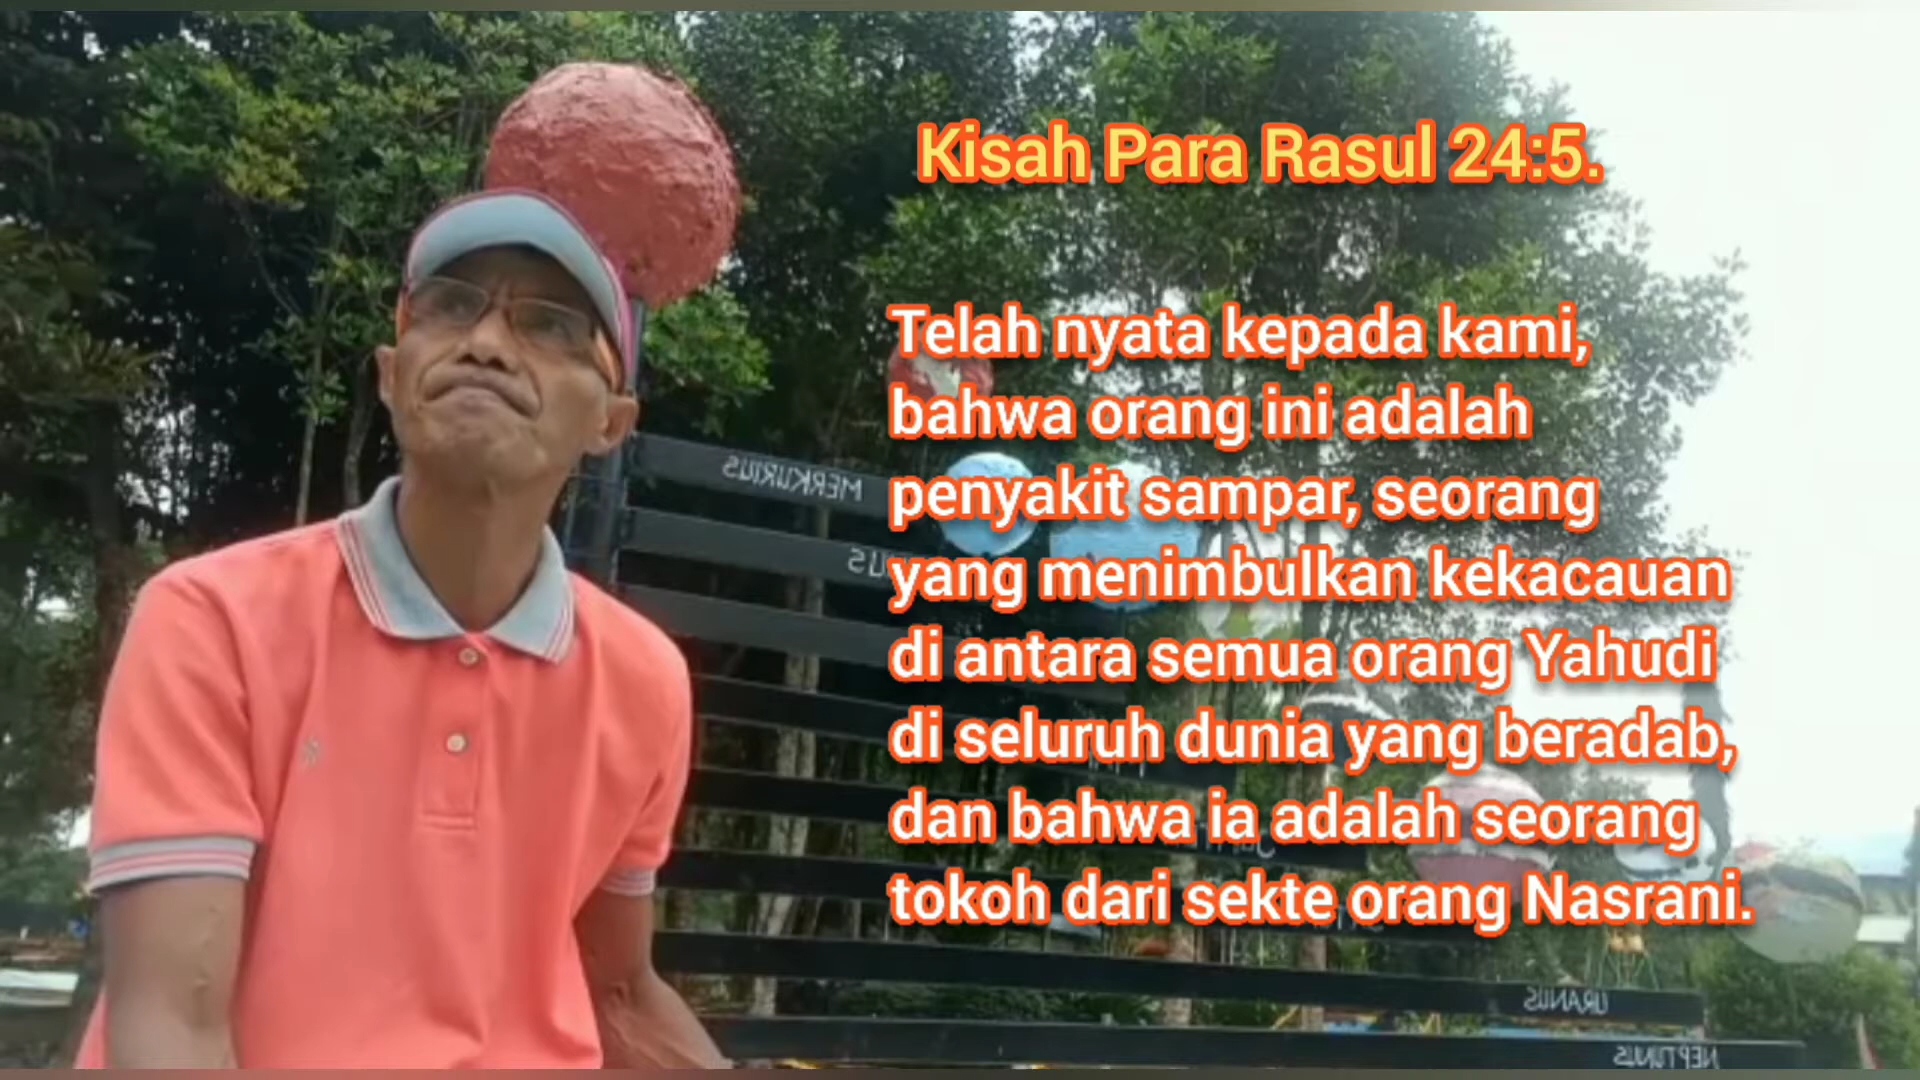 Kisah Para Rasul 24:5.
Telah nyata kepada kami,
bahwa orang ini adalah
penyakit sampar, seorang
yang menimbulkan kekacauan
di antara semua orang Yahudi
di seluruh dunia yang beradab,
dan bahwa ia adalah seorang
tokoh dari sekte orang Nasrani.
MERKURIUS
URANUS
NEPTUNUS